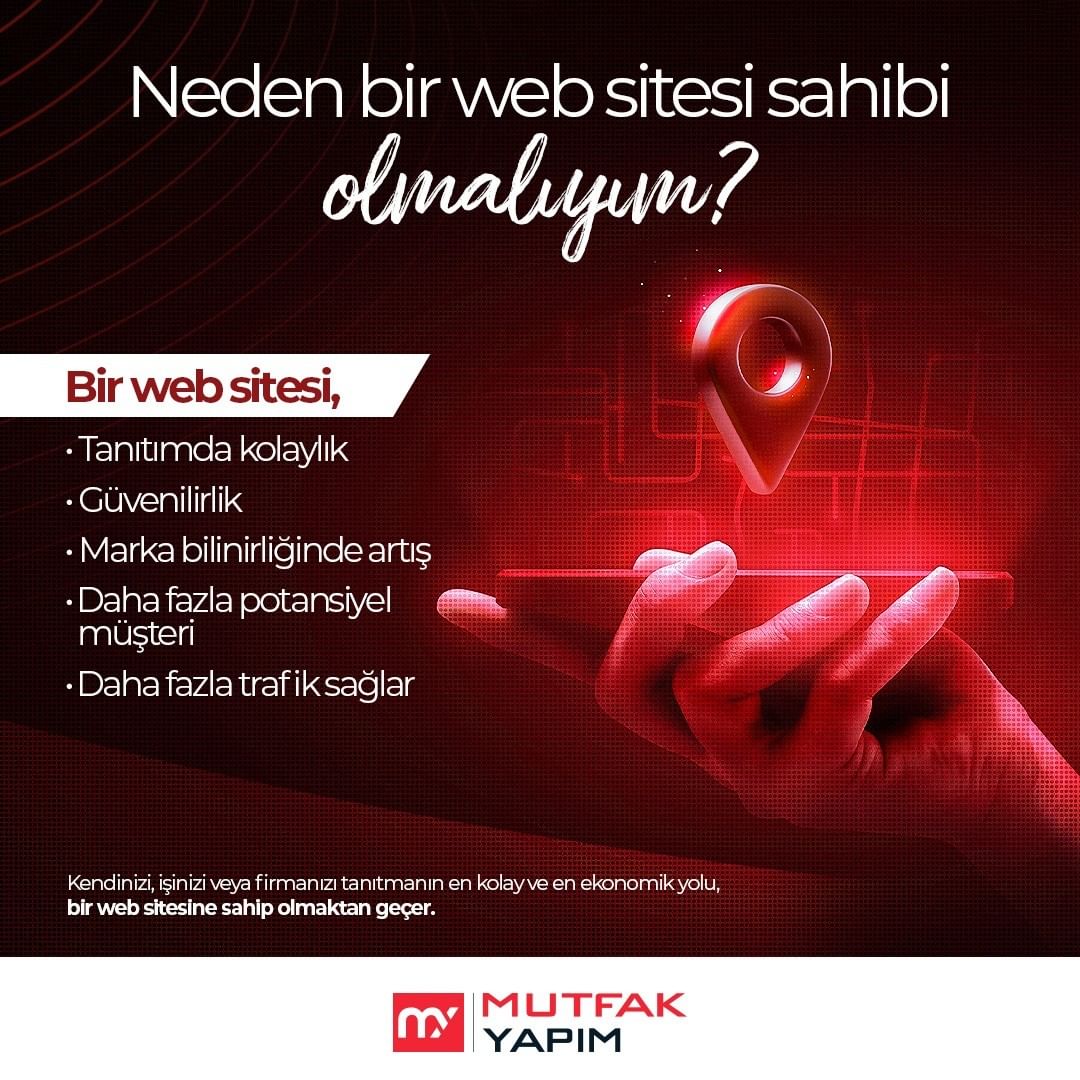 Neden bir web sitesi sahibi
olmalıyım?
Bir web sitesi,
• Tanıtımda kolaylık
• Güvenilirlik
• Marka bilinirliğinde artış
• Daha fazla potansiyel
müşteri
• Daha fazla trafik sağlar
Kendinizi, işinizi veya firmanızı tanıtmanın en kolay ve en ekonomik yolu,
bir web sitesine sahip olmaktan geçer.
my MUTFAK
YAPIM